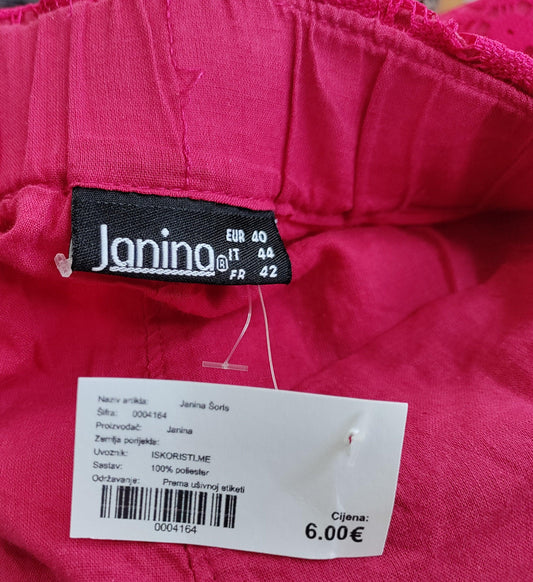 Janina®
EUR 40
IT 44
FR 42
Naziv artikla: Janina Šorts
Šifra: 0004164
Proizvođač: Janina
Zemlja porijekla:
Uvoznik: ISKORISTI.ME
Sastav: 100% poliester
Održavanje: Prema ušivnoj etiketi
0004164
Cijena:
6.00€